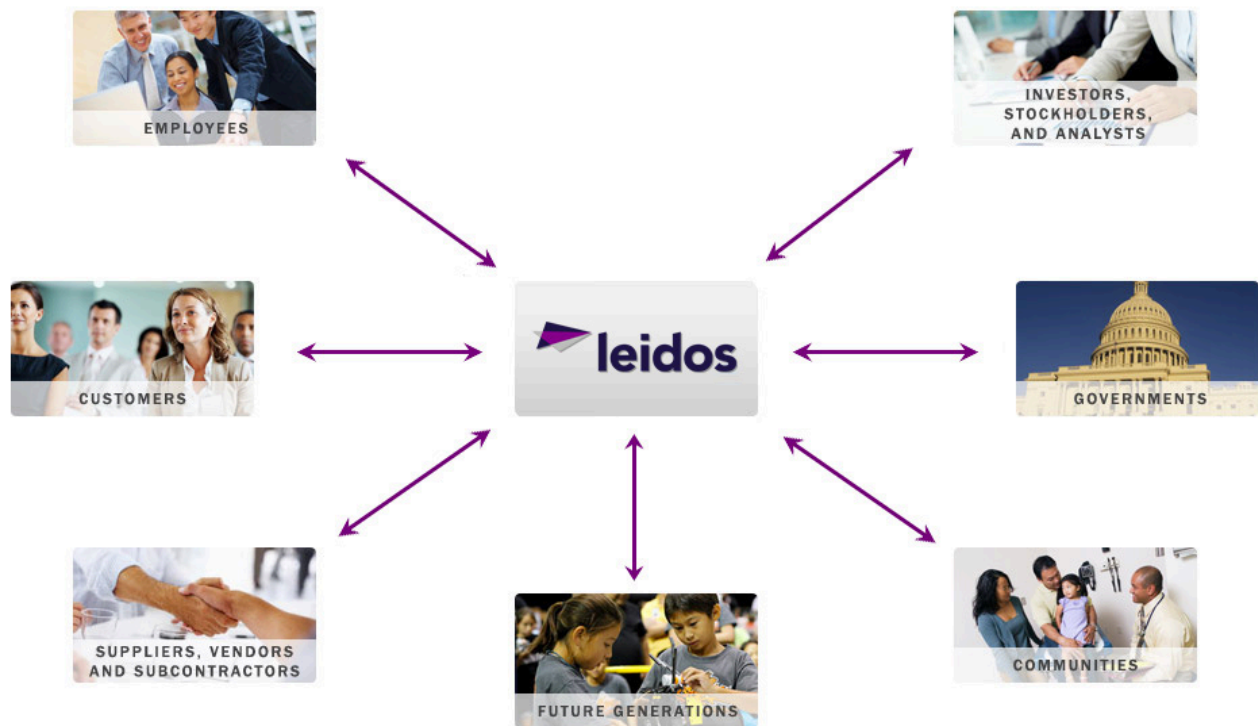 EMPLOYEES
INVESTORS,
STOCKHOLDERS,
AND ANALYSTS
CUSTOMERS
leidos
GOVERNMENTS
SUPPLIERS, VENDORS
AND SUBCONTRACTORS
FUTURE GENERATIONS
COMMUNITIES